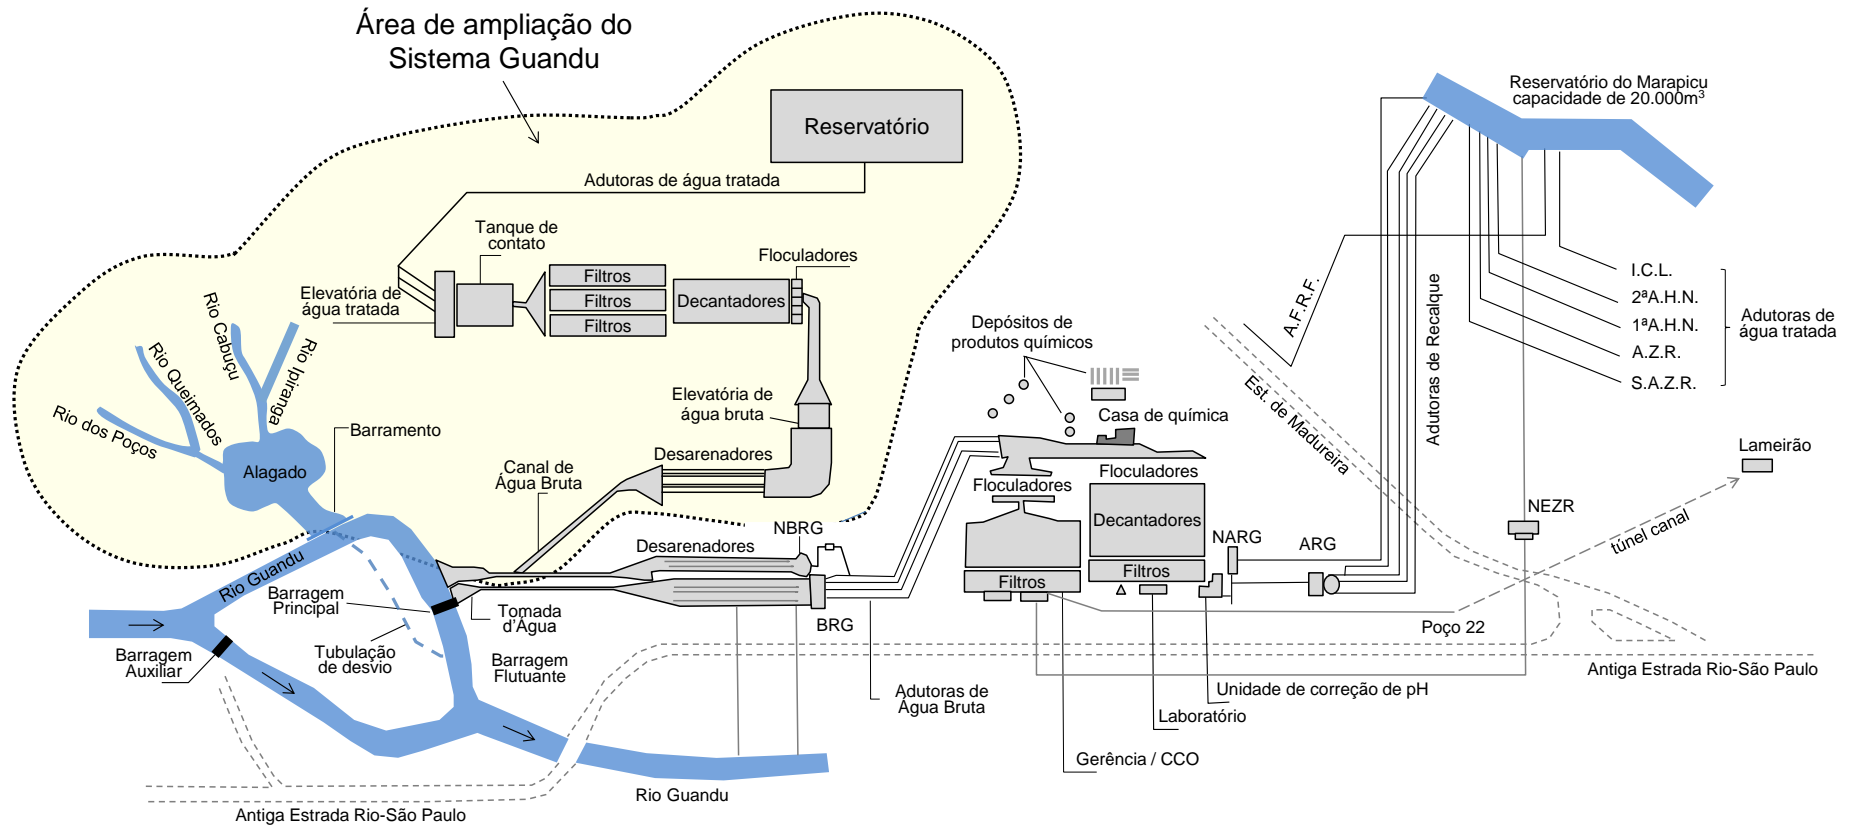 Área de ampliação do
Sistema Guandu
Reservatório
Adutoras de água tratada
Tanque de
contato
Floculadores
Filtros
Filtros
Filtros
Decantadores
Elevatória de
água tratada
Rio Cabuçu
Rio Ipiranga
Rio Queimados
Rio dos Poços
Alagado
Barramento
Elevatória de
água bruta
Desarenadores
Canal de
Água Bruta
NBRG
Desarenadores
Rio Guandu
Barragem
Principal
Tomada
d'Água
BRG
Barragem
Auxiliar
Tubulação
de desvio
Barragem
Flutuante
Adutoras de
Água Bruta
Rio Guandu
Antiga Estrada Rio-São Paulo
Depósitos de
produtos químicos
Casa de química
Floculadores
Floculadores
Decantadores
Filtros
Filtros
NARG
ARG
Unidade de correção de pH
Laboratório
Gerência / CCO
Reservatório do Marapicu
capacidade de 20.000m³
A.F.R.F.
Adutoras de Recalque
Est. de Madureira
I.C.L.
2ªA.H.N.
1ªA.H.N.
A.Z.R.
S.A.Z.R.
Adutoras de
água tratada
Lameirão
NEZR
túnel canal
Poço 22
Antiga Estrada Rio-São Paulo